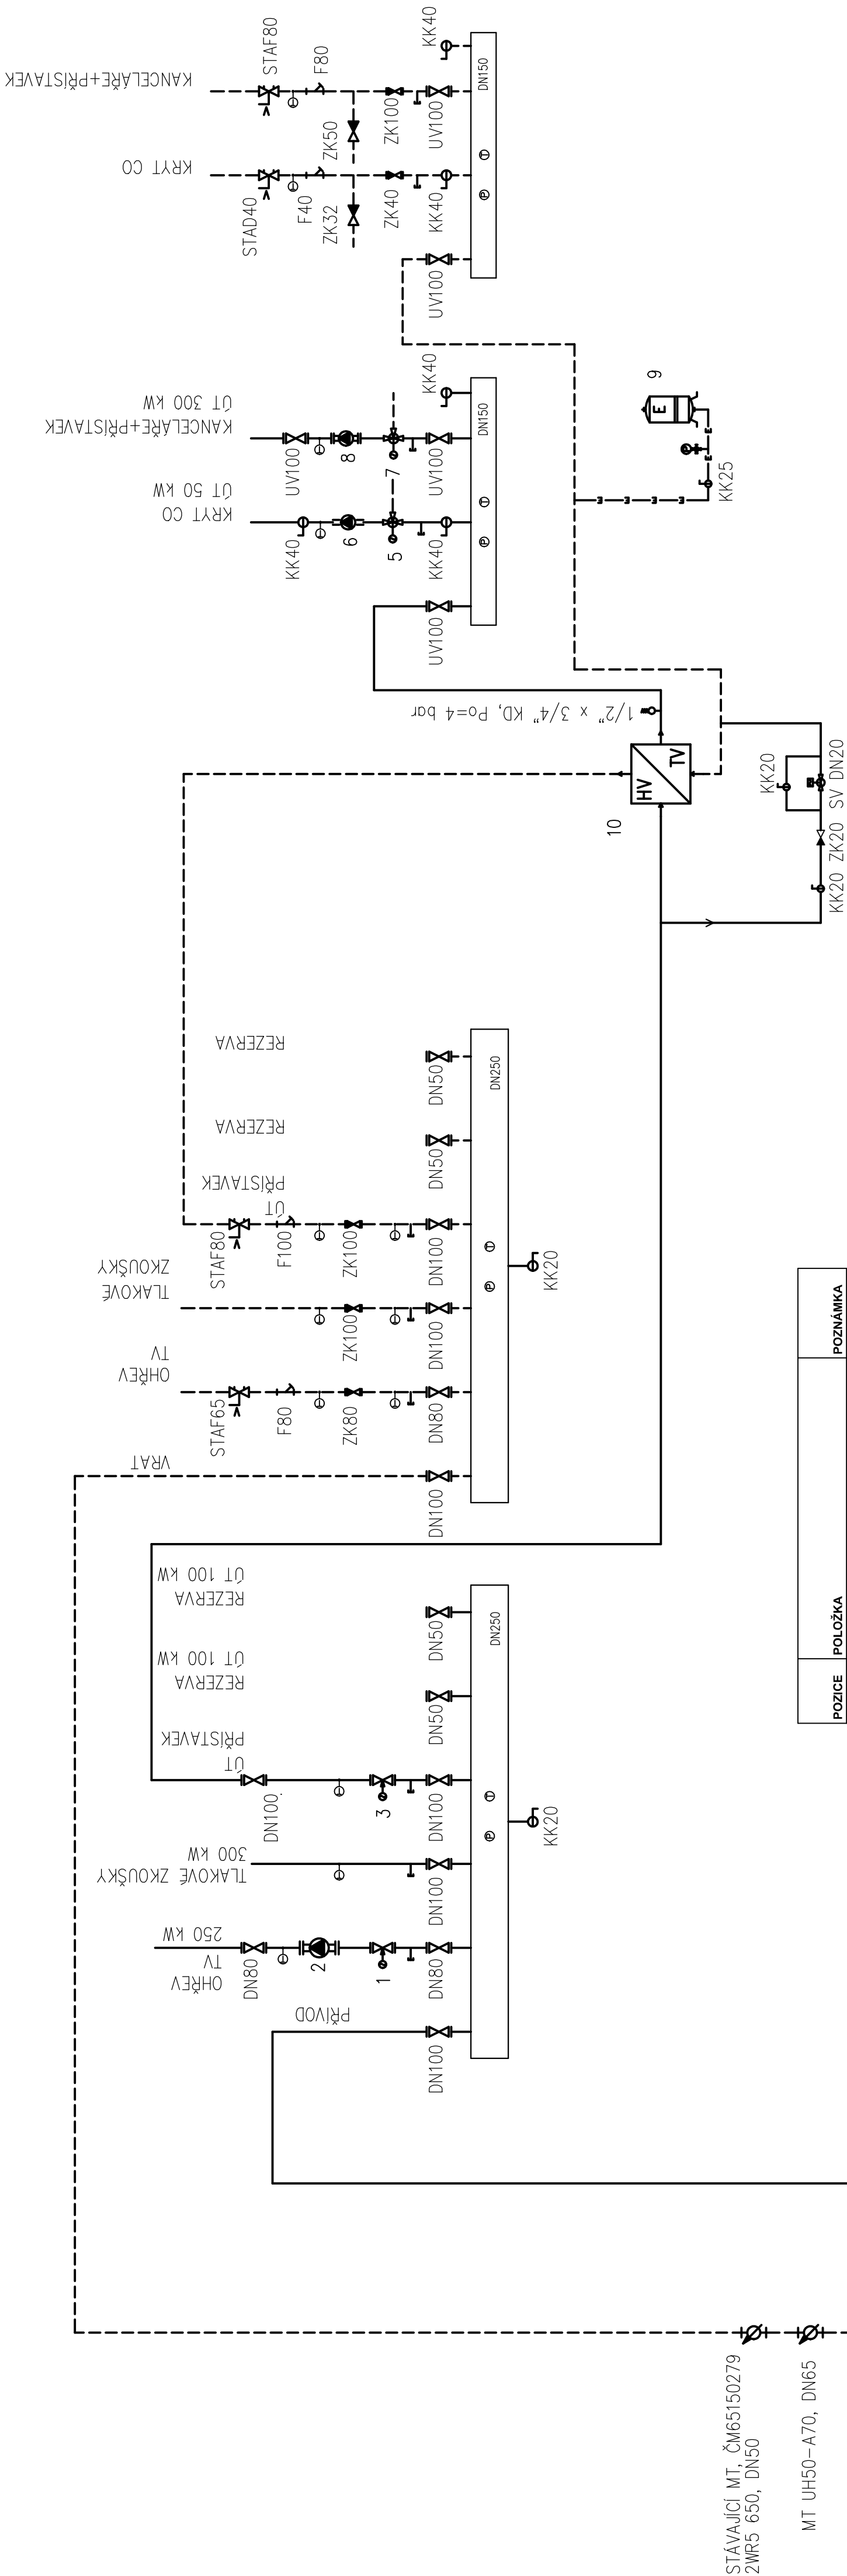 KANCELÁŘE+PŘÍSTAVEK
STAF80
F80
ZK50
ZK100
UV100
KK40
DN150
KRYT CO
STAD40
F40
ZK32
ZK40
KK40
P
T
UV100
KANCELÁŘE+PŘÍSTAVEK
ÚT 300 kW
UV100
8
7
UV100
KK40
DN150
KRYT CO
ÚT 50 kW
KK40
6
5
KK40
P
T
UV100
E
9
KK25
1/2" x 3/4" KD, Po=4 bar
HV
TV
10
KK20
KK20 ZK20 SV DN20
REZERVA
DN50
DN250
REZERVA
DN50
ÚT
PŘÍSTAVEK
STAF80
F100
ZK100
DN100
P
T
KK20
TLAKOVÉ
ZKOUŠKY
ZK100
DN100
OHŘEV
TV
STAF65
F80
ZK80
DN80
VRAT
DN100
REZERVA
ÚT 100 kW
DN50
DN250
REZERVA
ÚT 100 kW
DN50
ÚT
PŘÍSTAVEK
DN100.
3
DN100
P
T
KK20
TLAKOVÉ ZKOUŠKY
300 kW
DN100
OHŘEV
TV
250 kW
DN80
2
1
DN80
PŘÍVOD
DN100
POZICE
POLOŽKA
POZNÁMKA
STÁVAJÍCÍ MT, ČM65150279
2WR5 650, DN50
MT UH50-A70, DN65